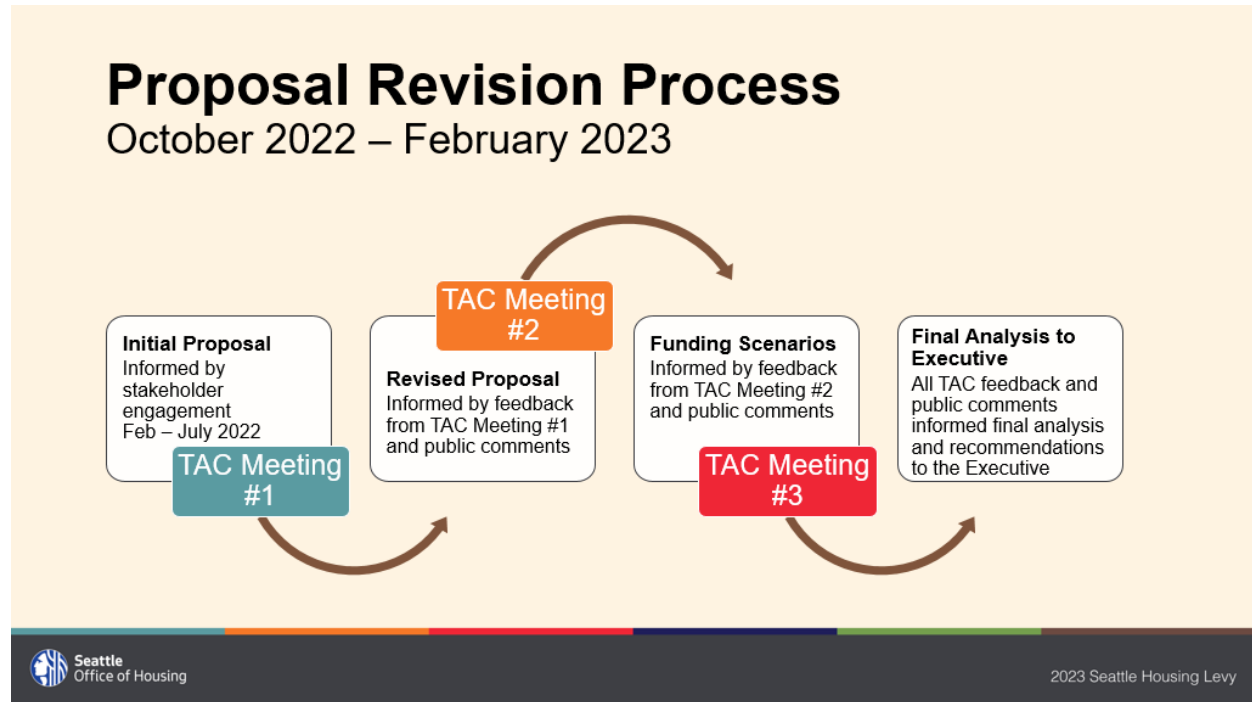 Proposal Revision Process
October 2022 – February 2023
Initial Proposal
Informed by
stakeholder
engagement
Feb – July 2022
TAC Meeting
#1
TAC Meeting
#2
Revised Proposal
Informed by feedback
from TAC Meeting #1
and public comments
Funding Scenarios
Informed by feedback
from TAC Meeting #2
and public comments
TAC Meeting
#3
Final Analysis to
Executive
All TAC feedback and
public comments
informed final analysis
and recommendations
to the Executive
Seattle
Office of Housing
2023 Seattle Housing Levy